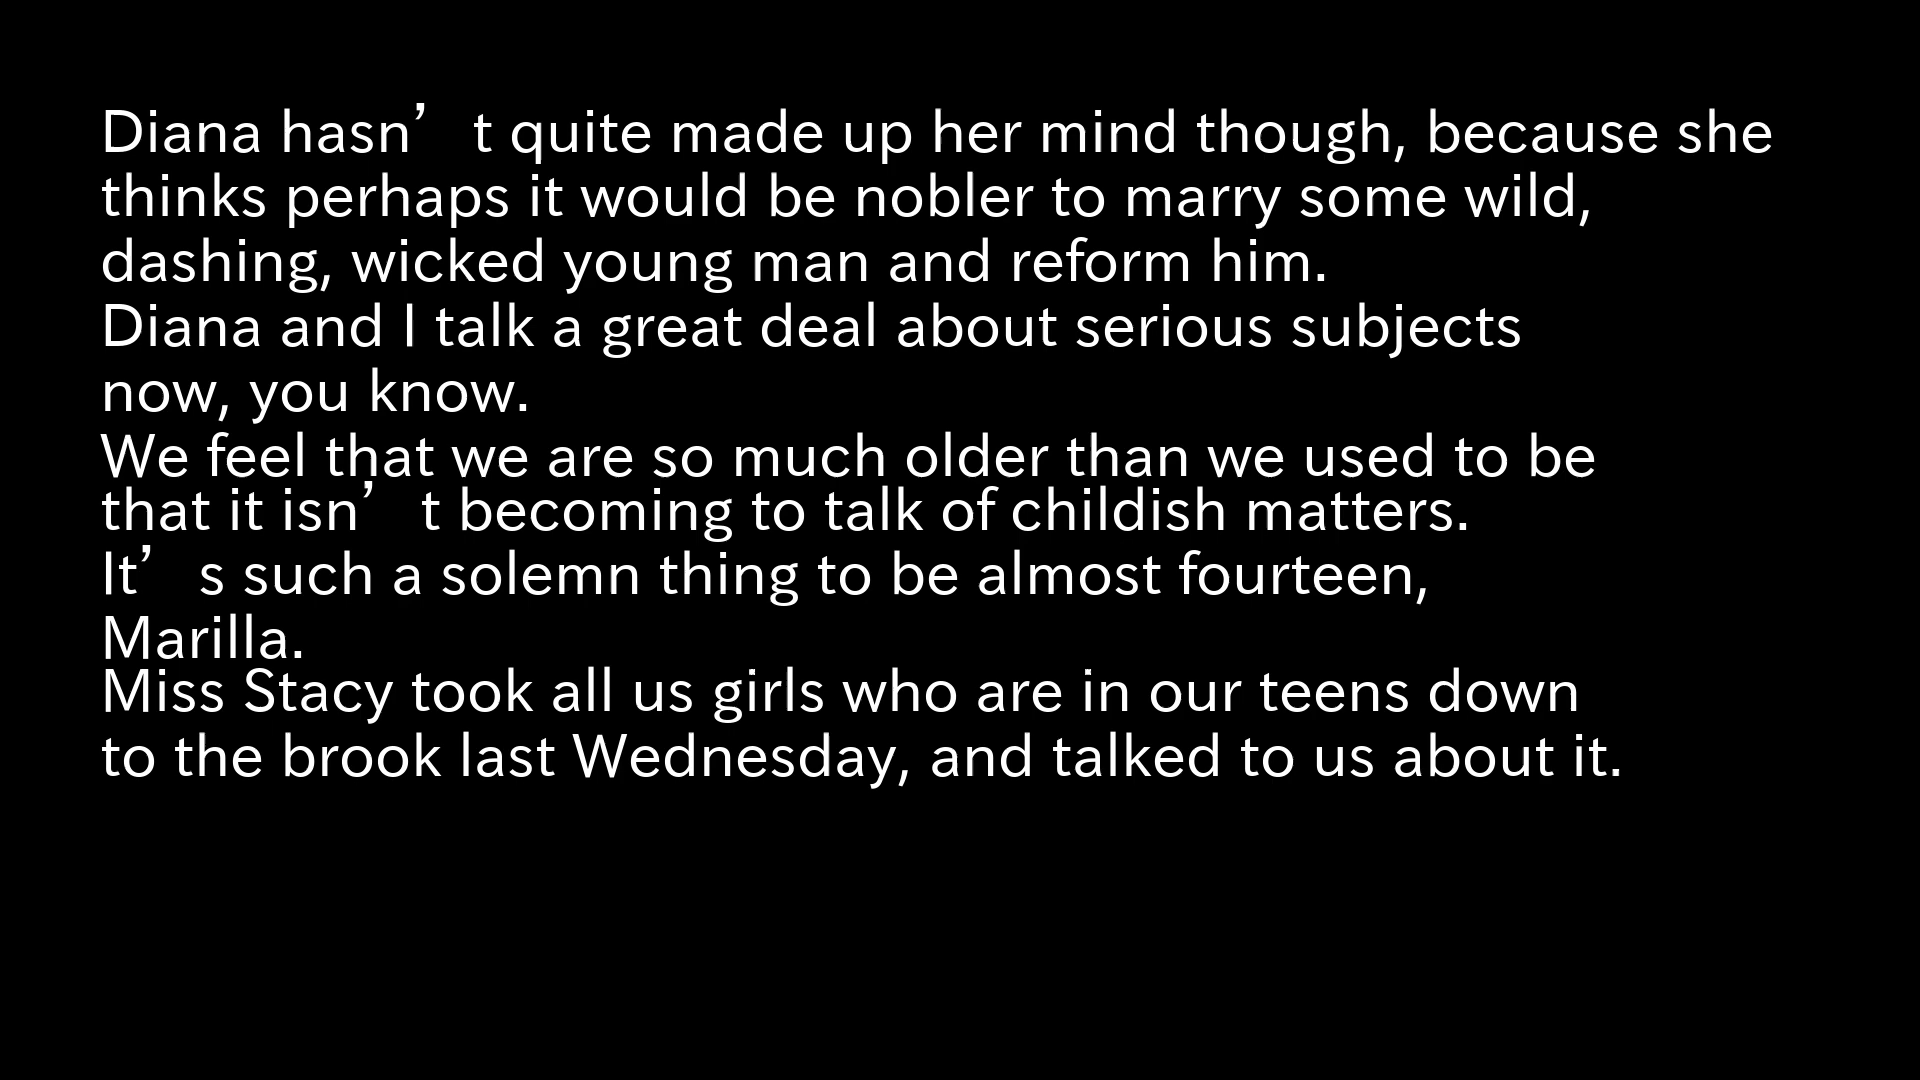 Diana hasn’t quite made up her mind though, because she
thinks perhaps it would be nobler to marry some wild,
dashing, wicked young man and reform him.
Diana and I talk a great deal about serious subjects
now, you know.
We feel that we are so much older than we used to be
that it isn’t becoming to talk of childish matters.
It’s such a solemn thing to be almost fourteen,
Marilla.
Miss Stacy took all us girls who are in our teens down
to the brook last Wednesday, and talked to us about it.